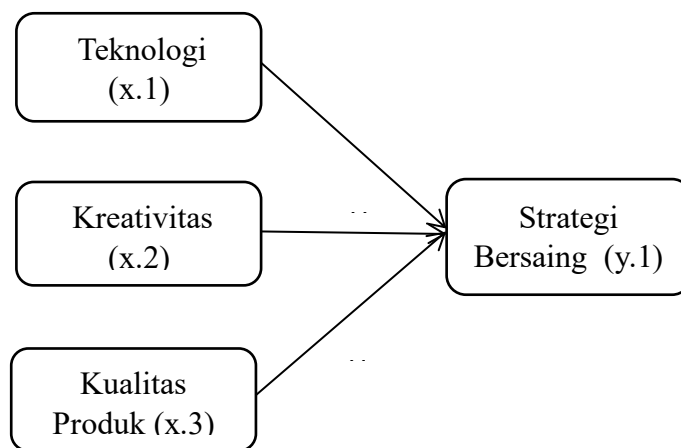 Teknologi
(x.1)
Kreativitas
(x.2)
Strategi
Bersaing (y.1)
Kualitas
Produk (x.3)